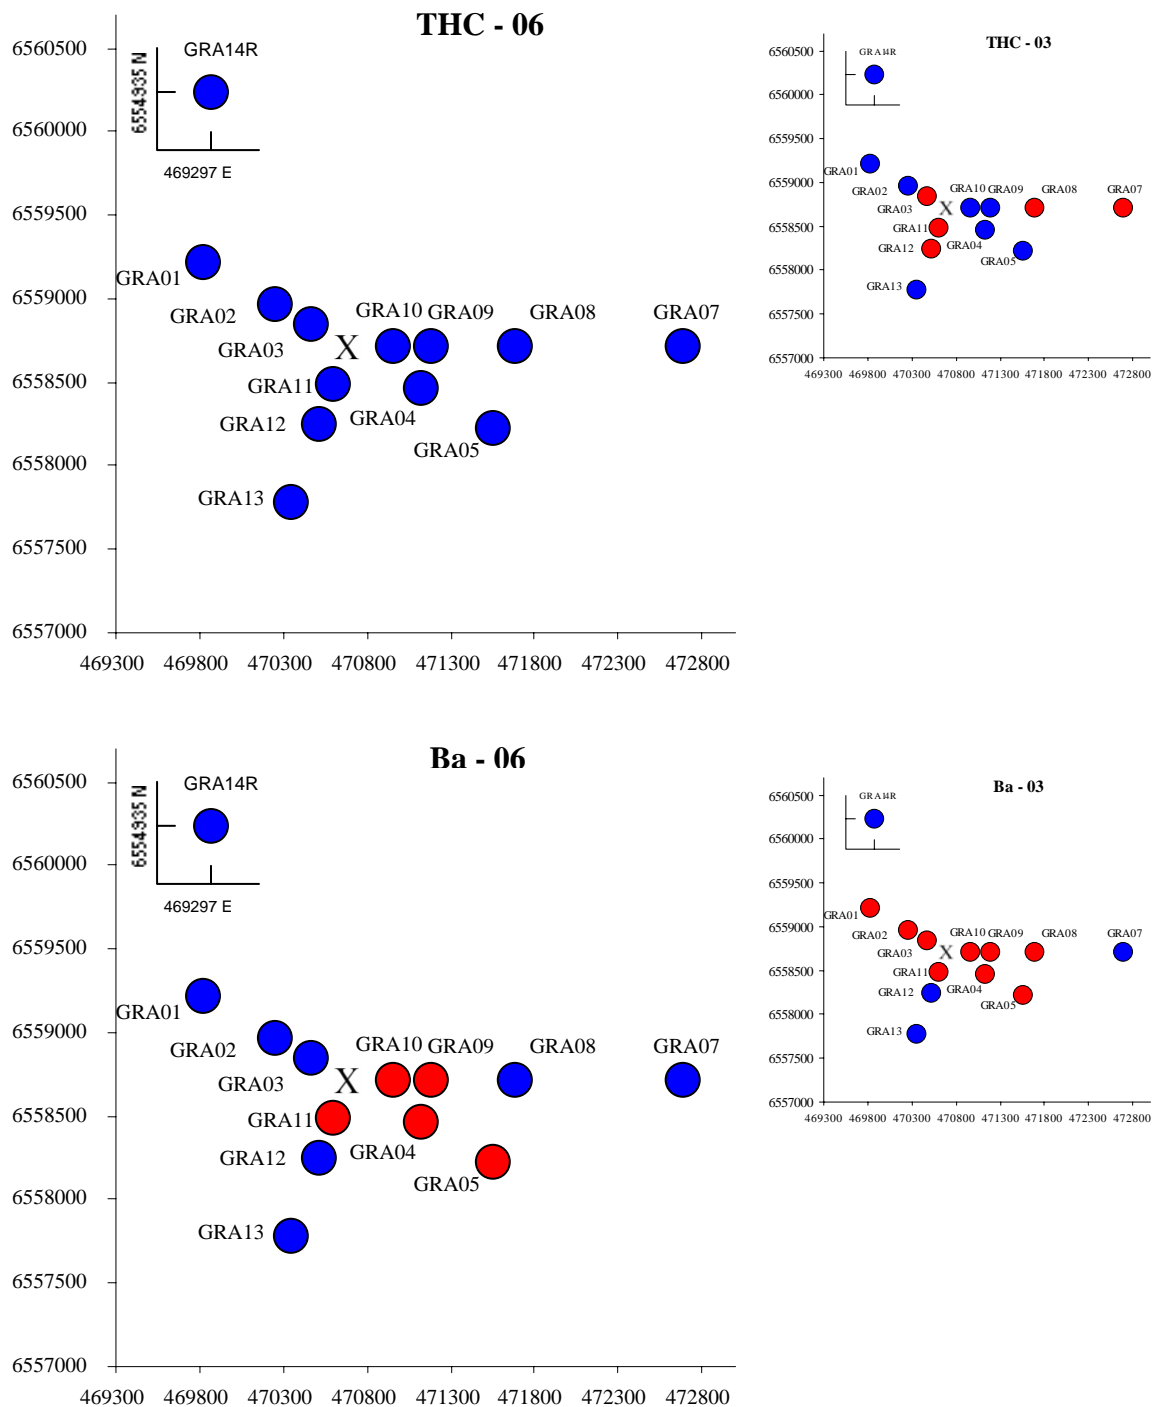 THC - 06
6560500
GRA14R
6554935 N
6560000
469297 E
6559500
6559000
GRA01
GRA02
GRA03
X
GRA10
GRA09
GRA08
GRA07
6558500
GRA11
GRA12
GRA04
GRA05
6558000
GRA13
6557500
6557000
469300 469800 470300 470800 471300 471800 472300 472800
THC - 03
6560500
GRA14R
6560000
6559500
GRA01
6559000
GRA02
GRA03
X
GRA10
GRA09
GRA08
GRA07
6558500
GRA11
GRA12
GRA04
GRA05
6558000
GRA13
6557500
6557000
469300 469800 470300 470800 471300 471800 472300 472800
Ba - 06
6560500
GRA14R
6554935 N
6560000
469297 E
6559500
6559000
GRA01
GRA02
GRA03
X
GRA10
GRA09
GRA08
GRA07
6558500
GRA11
GRA12
GRA04
GRA05
6558000
GRA13
6557500
6557000
469300 469800 470300 470800 471300 471800 472300 472800
Ba - 03
6560500
GRA14R
6560000
6559500
GRA01
6559000
GRA02
GRA03
X
GRA10
GRA09
GRA08
GRA07
6558500
GRA11
GRA12
GRA04
GRA05
6558000
GRA13
6557500
6557000
469300 469800 470300 470800 471300 471800 472300 472800